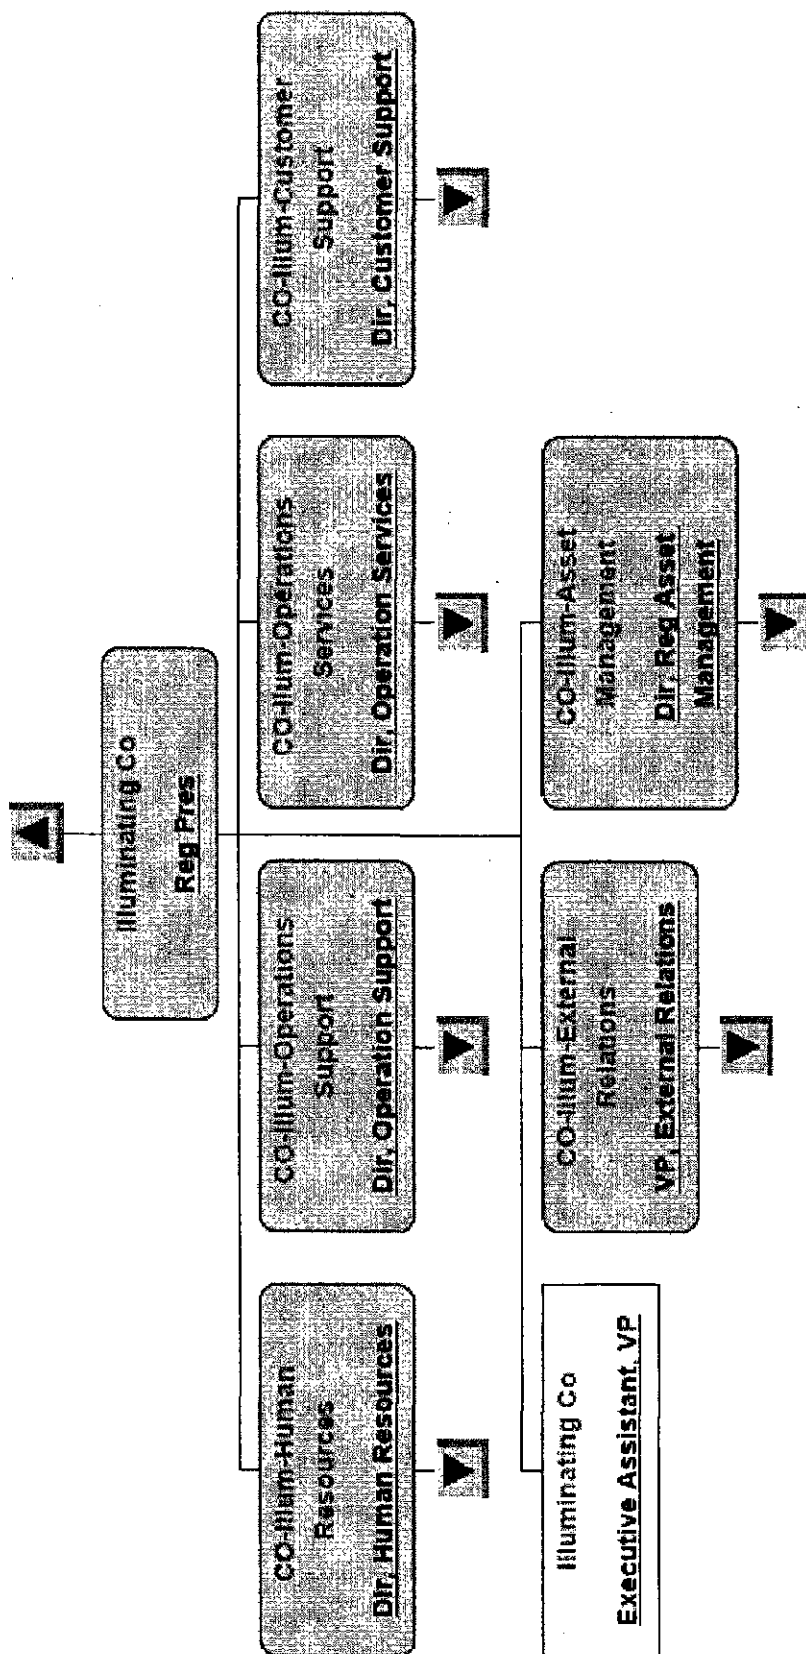 Illuminating Co
Reg Pres
CO-Illum-Human
Resources
Dir, Human Resources
CO-Illum-Operations
Support
Dir, Operation Support
CO-Illum-Operations
Services
Dir, Operation Services
CO-Illum-Customer
Support
Dir, Customer Support
Illuminating Co
Executive Assistant, VP
CO-Illum-External
Relations
VP, External Relations
CO-Illum-Asset
Management
Dir, Reg Asset
Management